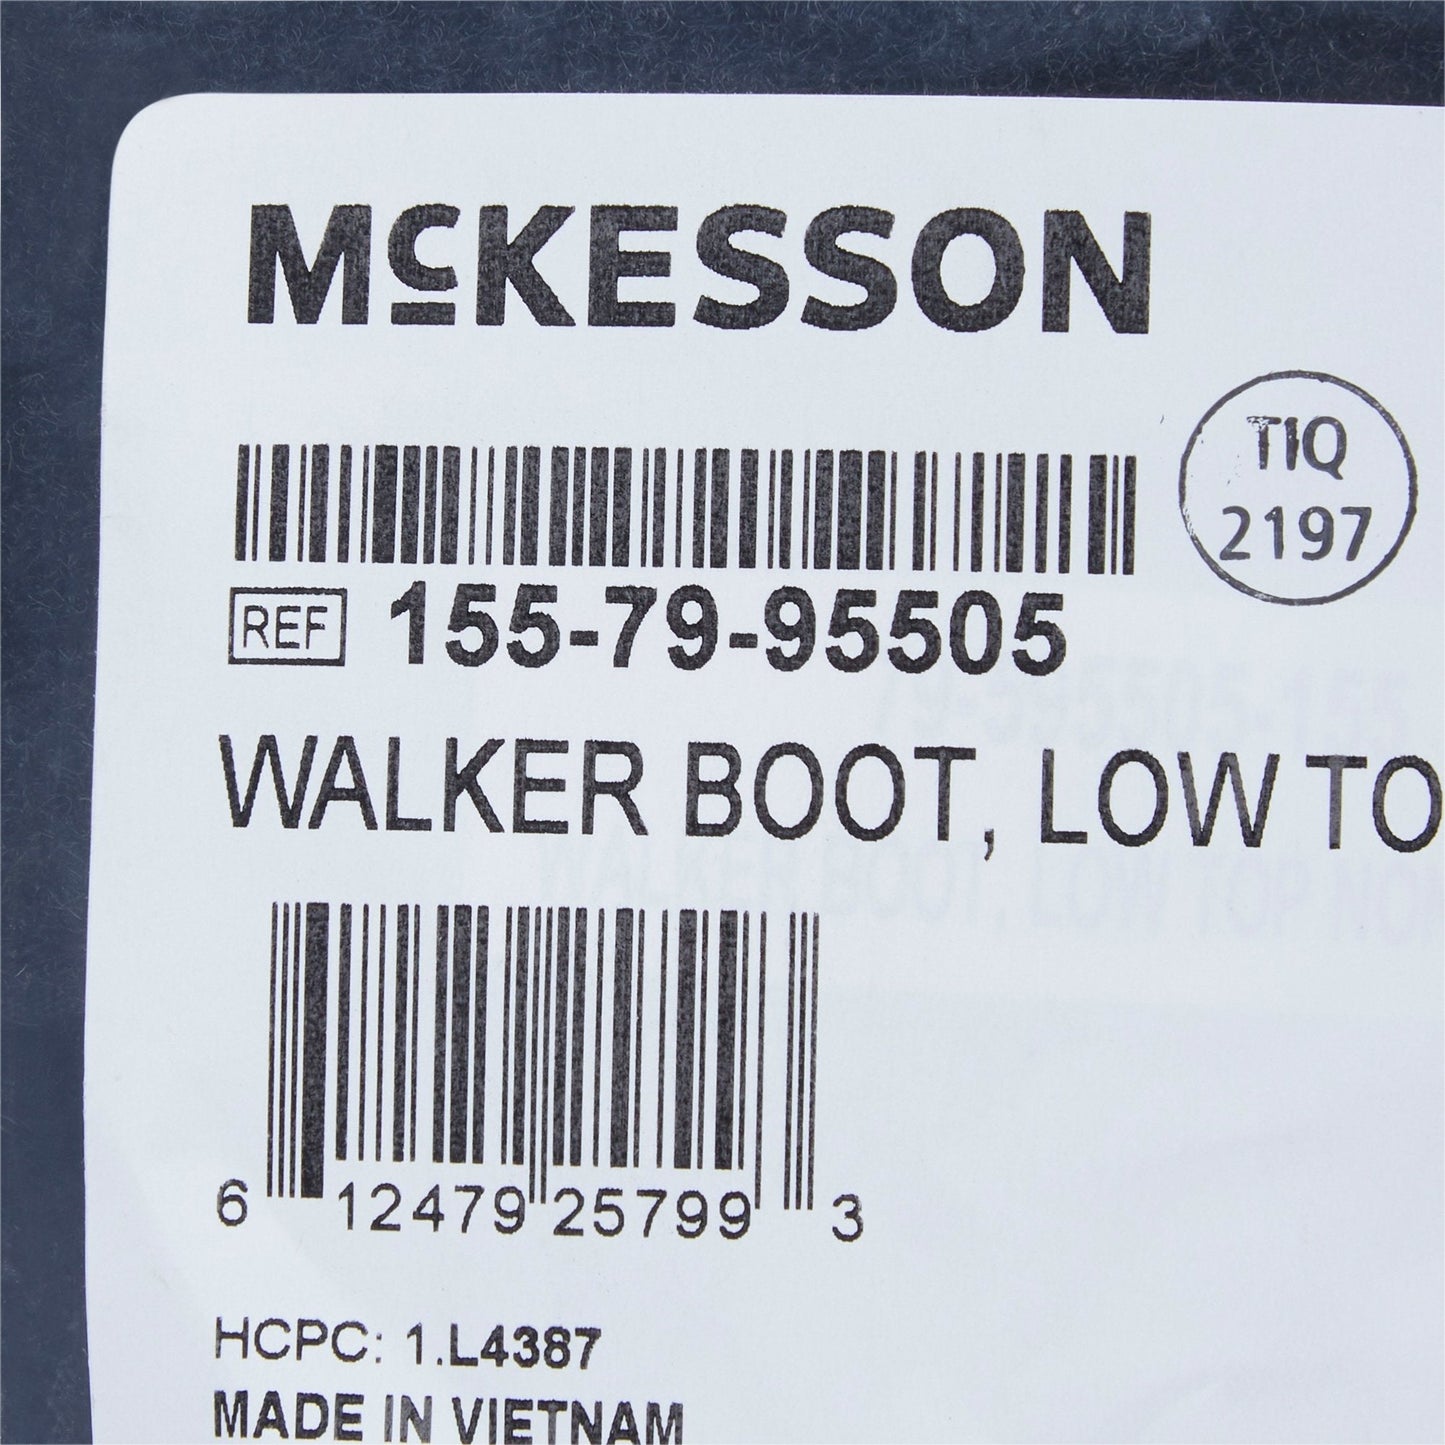 McKESSON
TIQ
2197
REF 155-79-95505
WALKER BOOT, LOW TO
6 12479 25799 3
HCPC: 1.L4387
MADE IN VIETNAM